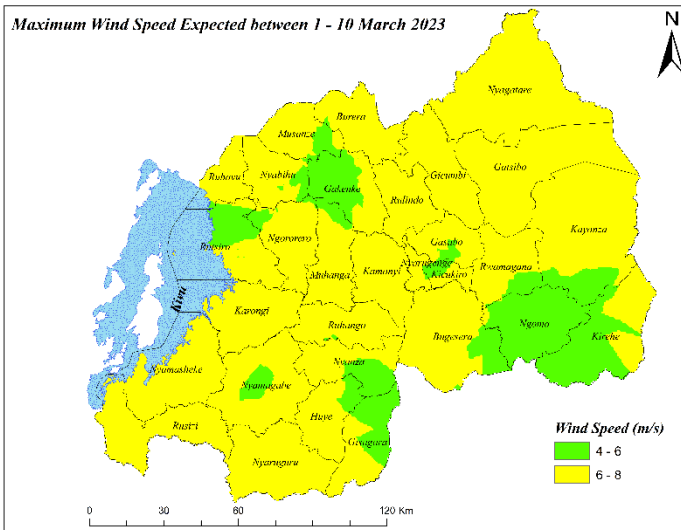 Maximum Wind Speed Expected between 1 - 10 March 2023
N
Nyagatare
Burera
Musanze
Rubavu
Nyabihu
Gakenke
Rulindo
Gicumbi
Gatsibo
Rutsiro
Ngororero
Gasabo
Kayonza
Nyarugenge
Kicukiro
Rwamagana
Muhanga
Kamonyi
Kivu
Karongi
Ruhango
Bugesera
Ngoma
Kirehe
Nyanza
Nyamasheke
Nyamagabe
Huye
Gisagara
Rusizi
Nyaruguru
Wind Speed (m/s)
4 - 6
6 - 8
0 30 60 120 Km